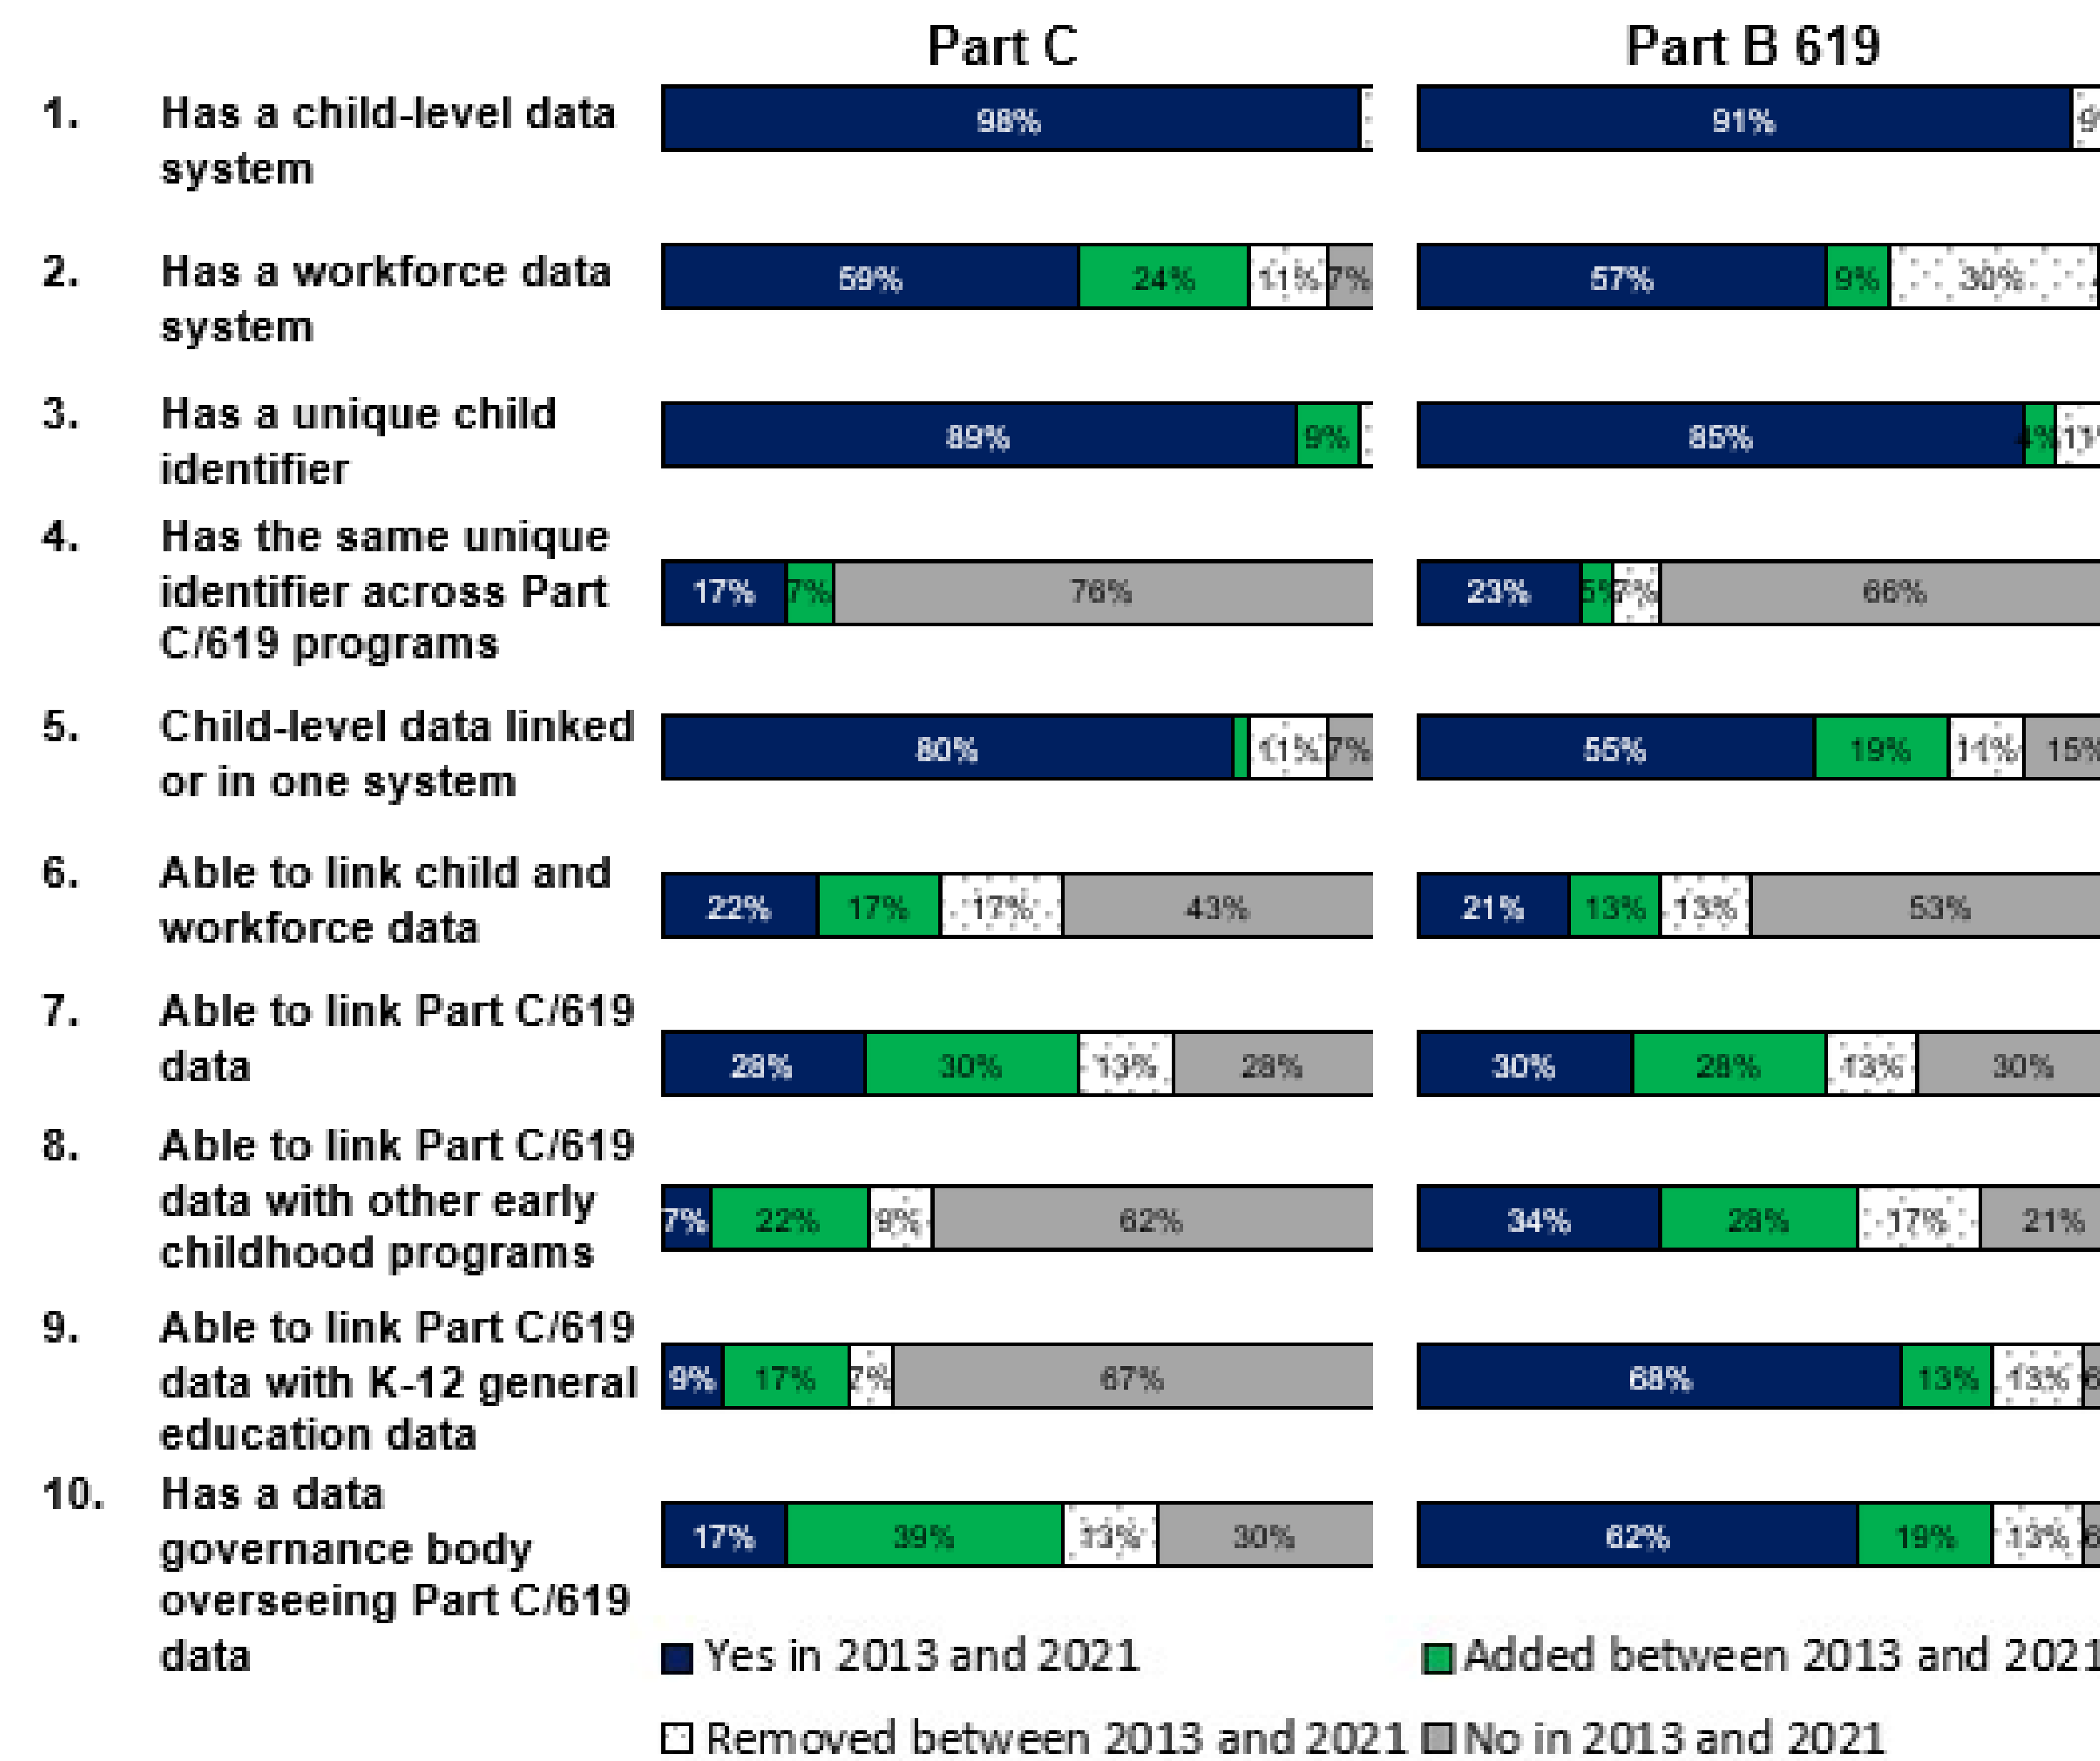 Part C Part B 619
1. Has a child-level data 98% 91%
system
2. Has a workforce data 59% 24% 11% 7% 57% 9% 30%
system
3. Has a unique child 89% 9% 85% 4%
identifier
4. Has the same unique
identifier across Part 17% 7% 76% 23% 5% 7% 66%
C/619 programs
5. Child-level data linked 80% 11% 7% 55% 19% 11% 15%
or in one system
6. Able to link child and 22% 17% 17% 43% 21% 13% 13% 53%
workforce data
7. Able to link Part C/619
data 28% 30% 13% 28% 30% 28% 13% 30%
8. Able to link Part C/619
data with other early 7% 22% 9% 62% 34% 28% 17% 21%
childhood programs
9. Able to link Part C/619
data with K-12 general 9% 17% 7% 67% 68% 13% 13% 6
education data
10. Has a data
governance body 17% 39% 13% 30% 62% 19% 13% 6
overseeing Part C/619
data
Yes in 2013 and 2021 Added between 2013 and 2021
Removed between 2013 and 2021 No in 2013 and 2021